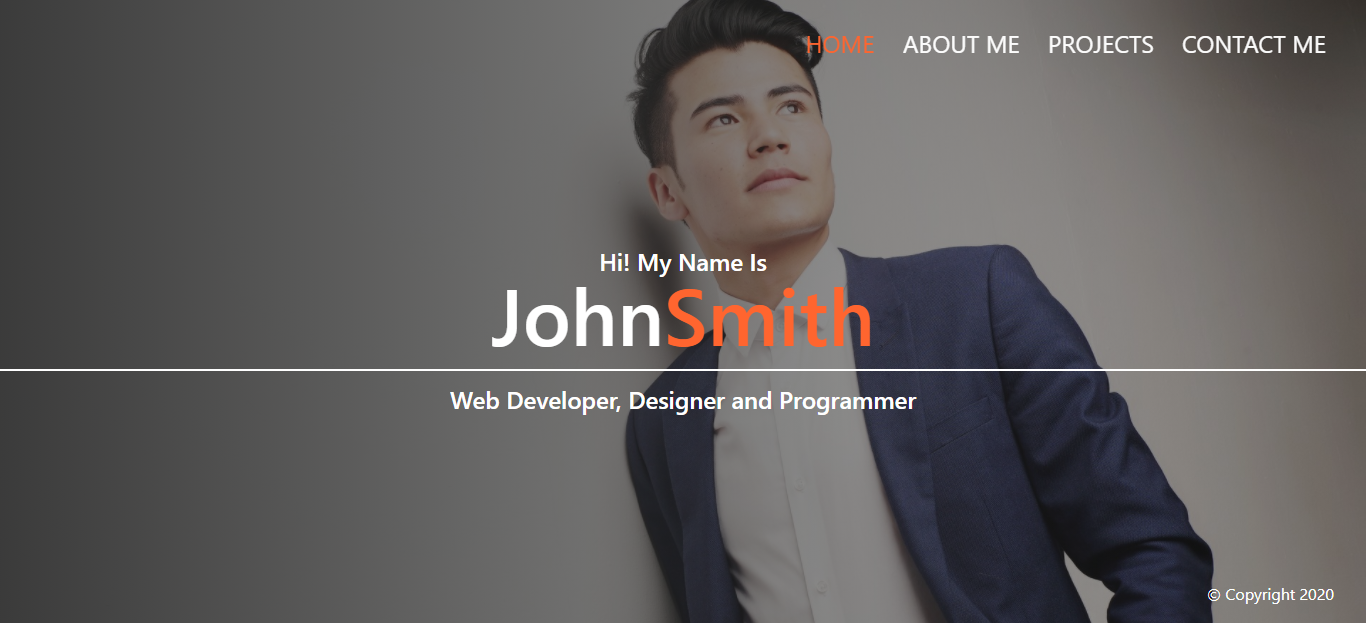 HOME ABOUT ME PROJECTS CONTACT ME
Hi! My Name Is
JohnSmith
Web Developer, Designer and Programmer
© Copyright 2020